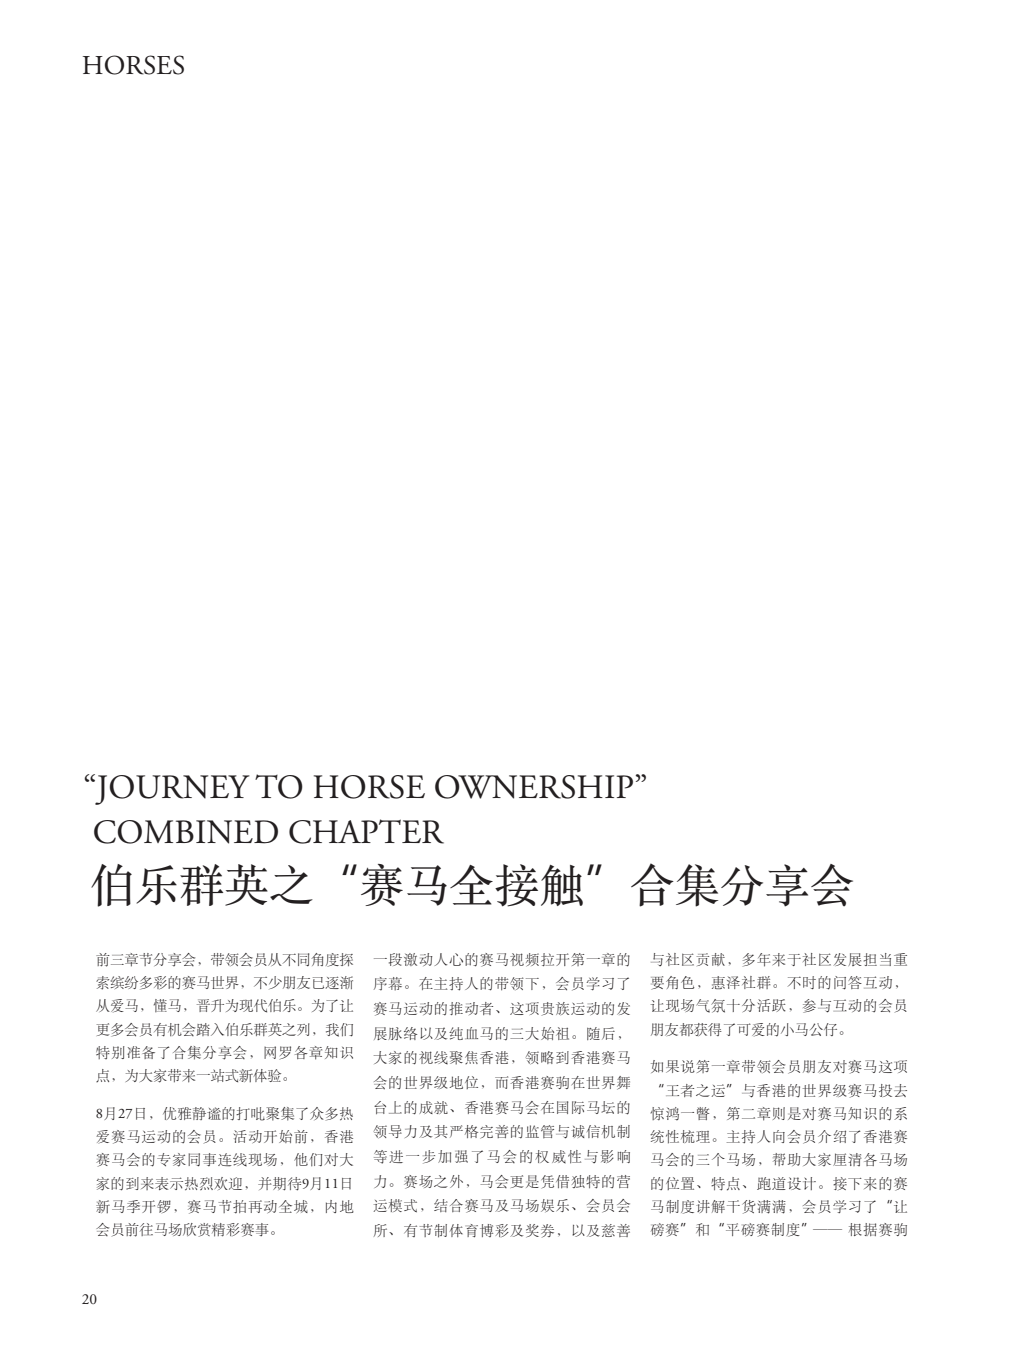 HORSES
“JOURNEY TO HORSE OWNERSHIP”
COMBINED CHAPTER
伯乐群英之“赛马全接触”合集分享会
前三章节分享会，带领会员从不同角度探
索缤纷多彩的赛马世界，不少朋友已逐渐
从爱马，懂马，晋升为现代伯乐。为了让
更多会员有机会踏入伯乐群英之列，我们
特别准备了合集分享会，网罗各章知识
点，为大家带来一站式新体验。
8月27日，优雅静谧的打吡聚集了众多热
爱赛马运动的会员。活动开始前，香港
赛马会的专家同事连线现场，他们对大
家的到来表示热烈欢迎，并期待9月11日
新马季开锣，赛马节拍再动全城，内地
会员前往马场欣赏精彩赛事。
一段激动人心的赛马视频拉开第一章的
序幕。在主持人的带领下，会员学习了
赛马运动的推动者、这项贵族运动的发
展脉络以及纯血马的三大始祖。随后，
大家的视线聚焦香港，领略到香港赛马
会的世界级地位，而香港赛驹在世界舞
台上的成就、香港赛马会在国际马坛的
领导力及其严格完善的监管与诚信机制
等进一步加强了马会的权威性与影响
力。赛场之外，马会更是凭借独特的营
运模式，结合赛马及马场娱乐、会员会
所、有节制体育博彩及奖券，以及慈善
与社区贡献，多年来于社区发展担当重
要角色，惠泽社群。不时的问答互动，
让现场气氛十分活跃，参与互动的会员
朋友都获得了可爱的小马公仔。
如果说第一章带领会员朋友对赛马这项
“王者之运”与香港的世界级赛马投去
惊鸿一瞥，第二章则是对赛马知识的系
统性梳理。主持人向会员介绍了香港赛
马会的三个马场，帮助大家厘清各马场
的位置、特点、跑道设计。接下来的赛
马制度讲解干货满满，会员学习了“让
磅赛”和“平磅赛制度”—— 根据赛驹
20